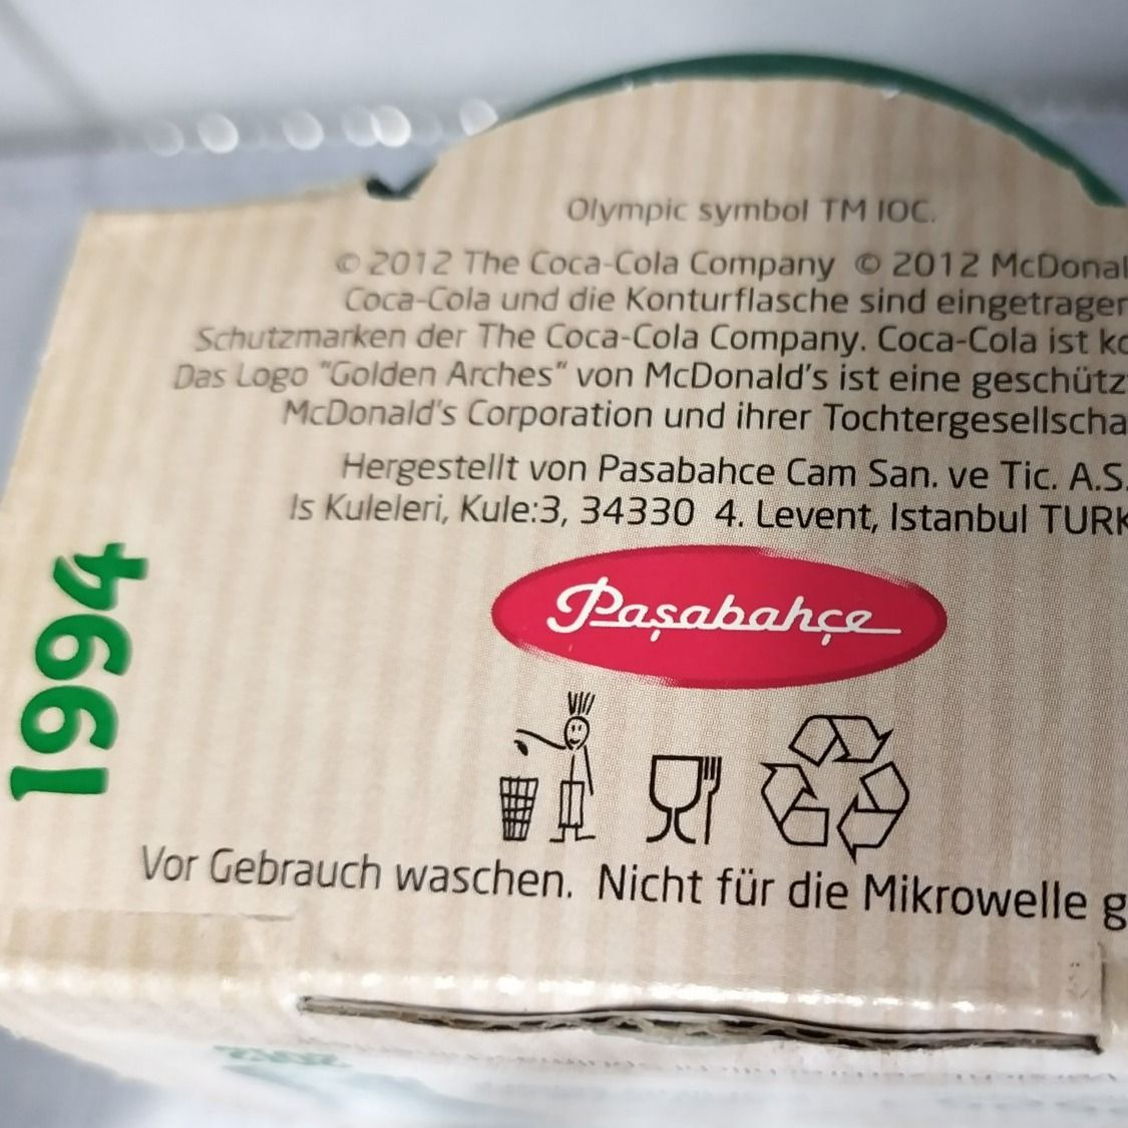 Olympic symbol TM IOC.
© 2012 The Coca-Cola Company © 2012 McDonal
Coca-Cola und die Konturflasche sind eingetragen
Schutzmarken der The Coca-Cola Company. Coca-Cola ist ko
Das Logo "Golden Arches" von McDonald's ist eine geschütz
McDonald's Corporation und ihrer Tochtergesellscha
Hergestellt von Pasabahce Cam San. ve Tic. A.S.
Is Kuleleri, Kule:3, 34330 4. Levent, Istanbul TURK
1994
Paşabahçe
Vor Gebrauch waschen. Nicht für die Mikrowelle g